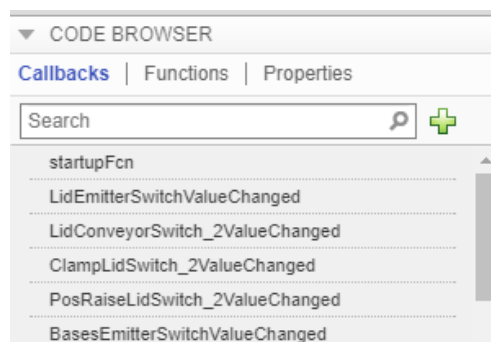 CODE BROWSER
Callbacks | Functions | Properties
Search
startupFcn
LidEmitterSwitchValueChanged
LidConveyorSwitch_2ValueChanged
ClampLidSwitch_2ValueChanged
PosRaiseLidSwitch_2ValueChanged
BasesEmitterSwitchValueChanged